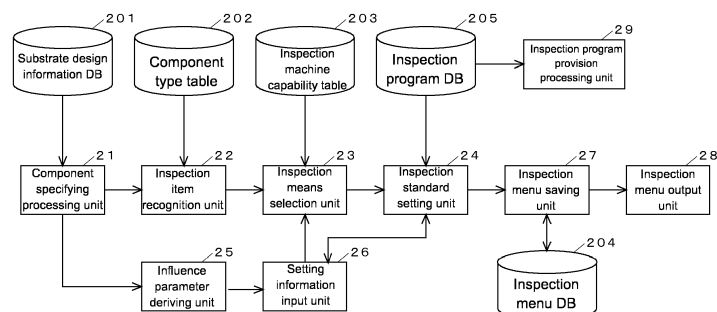 201
202
203
205
29
Substrate design
information DB
Component
type table
Inspection
machine
capability table
Inspection
program DB
Inspection program
provision
processing unit
21
22
23
24
27
28
Component
specifying
processing unit
Inspection
item
recognition unit
Inspection
means
selection unit
Inspection
standard
setting unit
Inspection
menu saving
unit
Inspection
menu output
unit
25
26
204
Influence
parameter
deriving unit
Setting
information
input unit
Inspection
menu DB